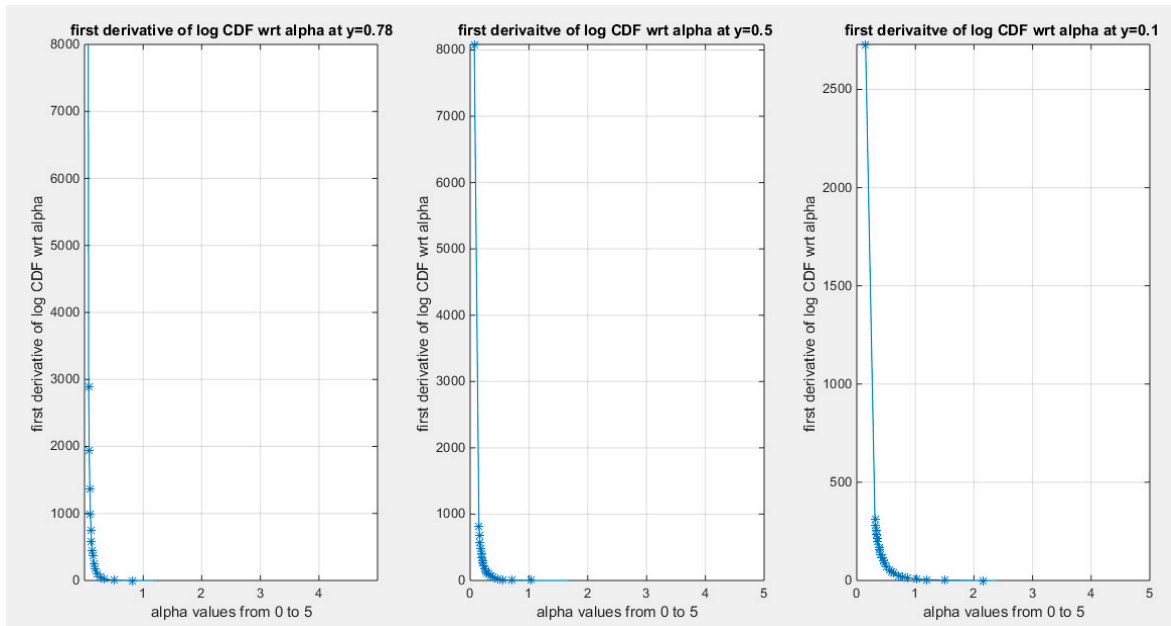 first derivative of log CDF wrt alpha at y=0.78
8000
7000
6000
5000
4000
3000
2000
1000
0
first derivative of log CDF wrt alpha
0 1 2 3 4
alpha values from 0 to 5
first derivaitve of log CDF wrt alpha at y=0.5
8000
7000
6000
5000
4000
3000
2000
1000
0
first derivative of log CDF wrt alpha
0 1 2 3 4 5
alpha values from 0 to 5
first derivaitve of log CDF wrt alpha at y=0.1
2500
2000
1500
1000
500
0
first derivative of log CDF wrt alpha
0 1 2 3 4 5
alpha values from 0 to 5